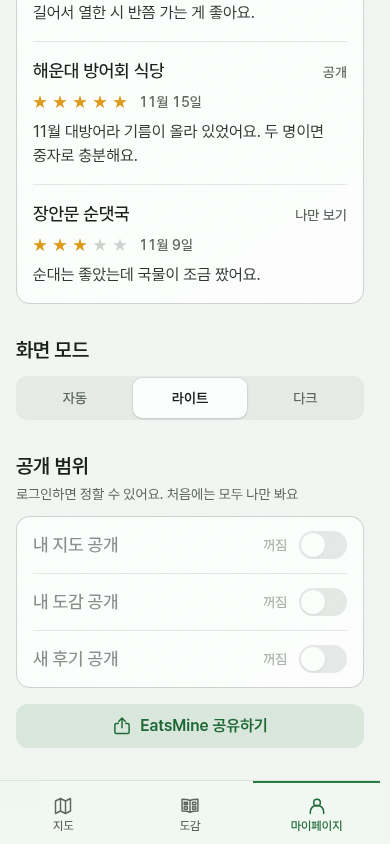 길어서 열한 시 반쯤 가는 게 좋아요.
해운대 방어회 식당
공개
★★★★★ 11월 15일
11월 대방어라 기름이 올라 있었어요. 두 명이면
중자로 충분해요.
장안문 순댓국
나만 보기
★★★★★ 11월 9일
순대는 좋았는데 국물이 조금 짰어요.
화면 모드
자동
라이트
다크
공개 범위
로그인하면 정할 수 있어요. 처음에는 모두 나만 봐요
내 지도 공개
꺼짐
내 도감 공개
꺼짐
새 후기 공개
꺼짐
EatsMine 공유하기
지도
도감
마이페이지